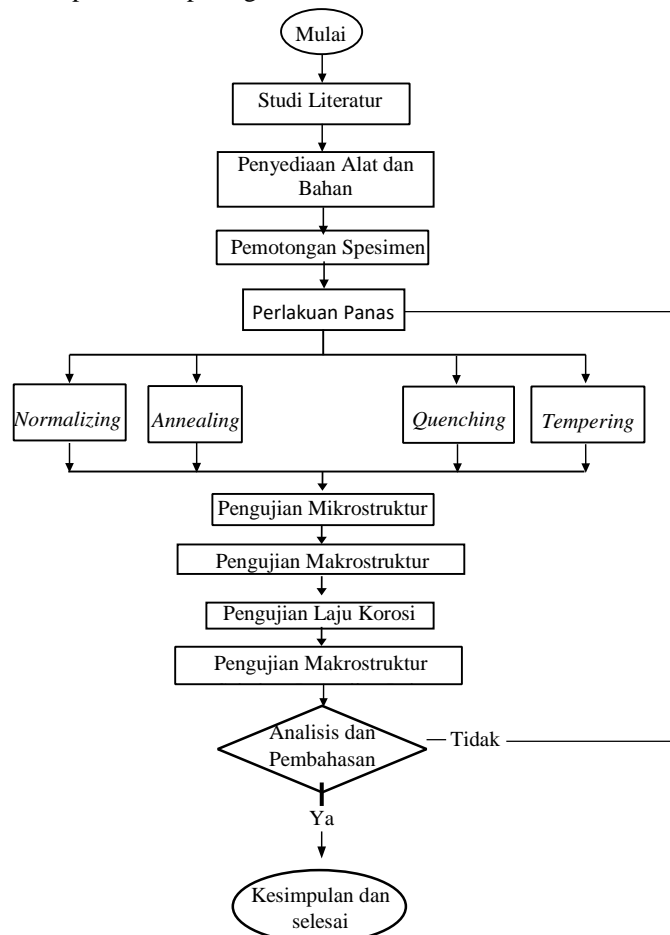 Mulai
Studi Literatur
Penyediaan Alat dan
Bahan
Pemotongan Spesimen
Perlakuan Panas
Normalizing
Annealing
Quenching
Tempering
Pengujian Mikrostruktur
Pengujian Makrostruktur
Pengujian Laju Korosi
Pengujian Makrostruktur
Analisis dan
Pembahasan
Tidak
Ya
Kesimpulan dan
selesai